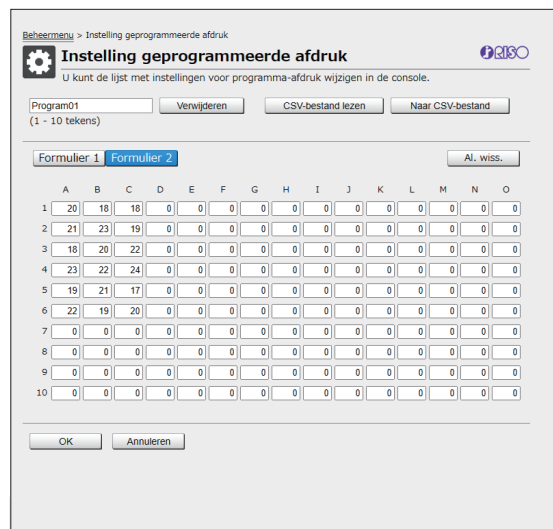 Beheermenu > Instelling geprogrammeerde afdruk
Instelling geprogrammeerde afdruk
RISO
U kunt de lijst met instellingen voor programma-afdruk wijzigen in de console.
Program01 Verwijderen CSV-bestand lezen Naar CSV-bestand
(1 - 10 tekens)
Formulier 1 Formulier 2 Al. wiss.
A B C D E F G H I J K L M N O
1 20 18 18 0 0 0 0 0 0 0 0 0 0 0 0
2 21 23 19 0 0 0 0 0 0 0 0 0 0 0 0
3 18 20 22 0 0 0 0 0 0 0 0 0 0 0 0
4 23 22 24 0 0 0 0 0 0 0 0 0 0 0 0
5 19 21 17 0 0 0 0 0 0 0 0 0 0 0 0
6 22 19 20 0 0 0 0 0 0 0 0 0 0 0 0
7 0 0 0 0 0 0 0 0 0 0 0 0 0 0 0
8 0 0 0 0 0 0 0 0 0 0 0 0 0 0 0
9 0 0 0 0 0 0 0 0 0 0 0 0 0 0 0
10 0 0 0 0 0 0 0 0 0 0 0 0 0 0 0
OK Annuleren